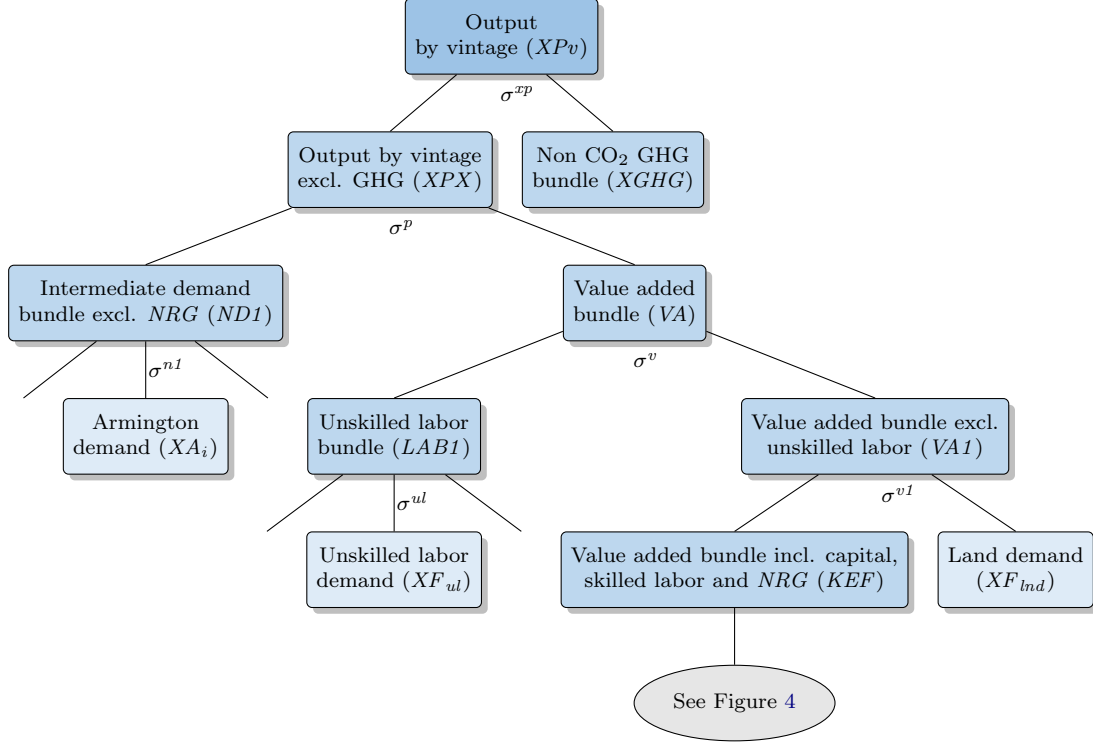 Output
by vintage (XPv)
σ^xp
Output by vintage
excl. GHG (XPX)
Non CO₂ GHG
bundle (XGHG)
σ^p
Intermediate demand
bundle excl. NRG (ND1)
Value added
bundle (VA)
σ^n1
σ^v
Armington
demand (XA_i)
Unskilled labor
bundle (LAB1)
Value added bundle excl.
unskilled labor (VA1)
σ^ul
σ^v1
Unskilled labor
demand (XF_ul)
Value added bundle incl. capital,
skilled labor and NRG (KEF)
Land demand
(XF_lnd)
See Figure 4